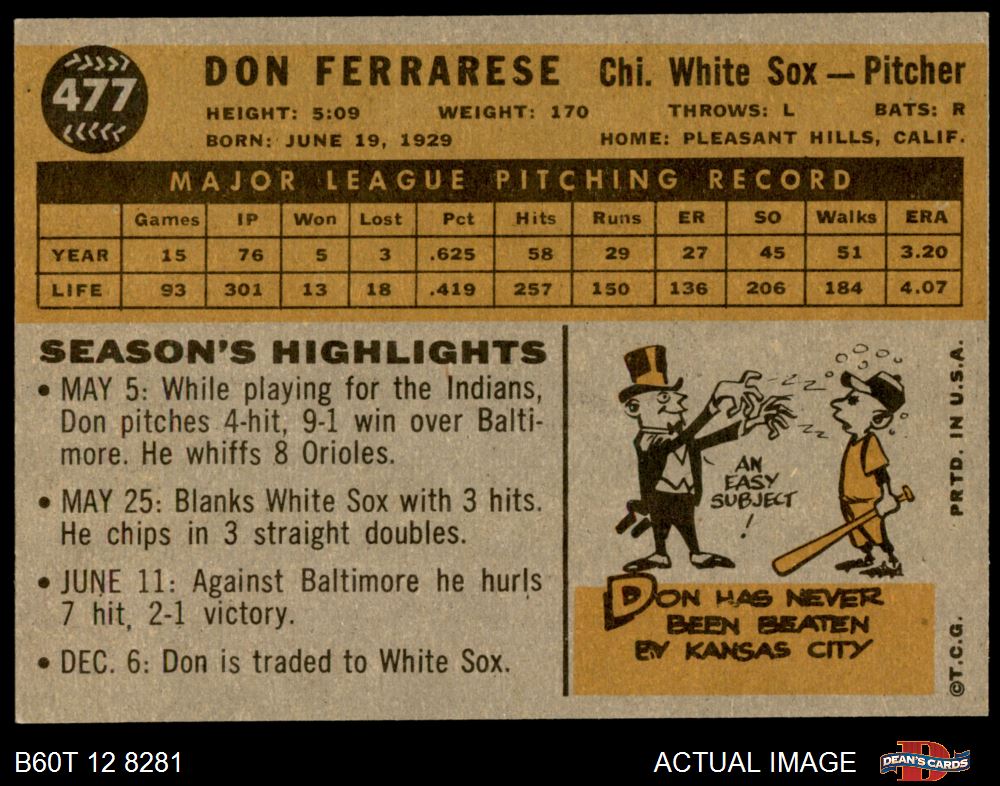 477
DON FERRARESE Chi. White Sox — Pitcher
HEIGHT: 5:09 WEIGHT: 170 THROWS: L BATS: R
BORN: JUNE 19, 1929 HOME: PLEASANT HILLS, CALIF.
MAJOR LEAGUE PITCHING RECORD
Games IP Won Lost Pct Hits Runs ER SO Walks ERA
YEAR 15 76 5 3 .625 58 29 27 45 51 3.20
LIFE 93 301 13 18 .419 257 150 136 206 184 4.07
SEASON'S HIGHLIGHTS
• MAY 5: While playing for the Indians,
Don pitches 4-hit, 9-1 win over Balti-
more. He whiffs 8 Orioles.
• MAY 25: Blanks White Sox with 3 hits.
He chips in 3 straight doubles.
• JUNE 11: Against Baltimore he hurls
7 hit, 2-1 victory.
• DEC. 6: Don is traded to White Sox.
AN
EASY
SUBJECT
!
DON HAS NEVER
BEEN BEATEN
BY KANSAS CITY
©T.C.G. PRTD. IN U.S.A.
B60T 12 8281 ACTUAL IMAGE
DEAN'S CARDS